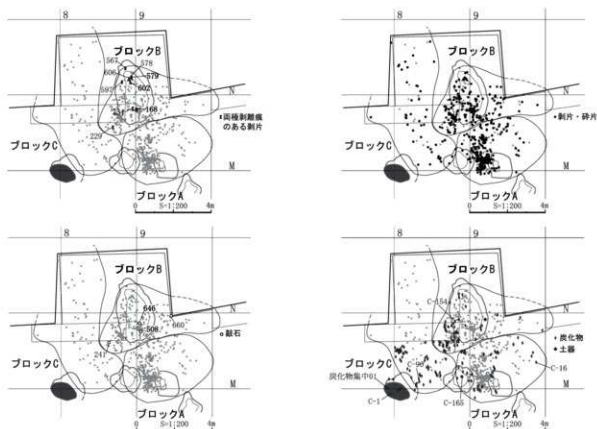 8 9
ブロックB
567 578
606 579
602
597
N
168
両極剥離痕
のある剥片
229
ブロックC
M
ブロックA
0 S=1:200 4m
8 9
ブロックB
N
剥片・砕片
ブロックC
M
ブロックA
0 S=1:200 4m
8 9
ブロックB
N
646
660
508
敲石
241
ブロックC
M
ブロックA
0 S=1:200 4m
8 9
ブロックB
C-154
N
炭化物
土器
ブロックC
C-90
C-16
炭化物集中01
M
C-1
C-165
ブロックA
0 S=1:200 4m